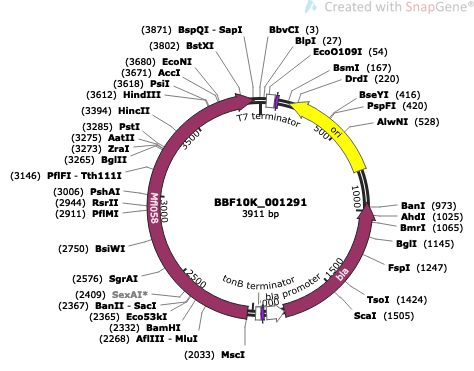 Created with SnapGene®
(3871) BspQI - SapI
(3802) BstXI
(3680) EcoNI
(3671) AccI
(3618) PsiI
(3612) HindIII
(3394) HincII
(3285) PstI
(3275) AatII
(3273) ZraI
(3265) BglII
(3146) PflFI - Tth111I
(3006) PshAI
(2944) RsrII
(2911) PflMI
(2750) BsiWI
(2576) SgrAI
(2409) SexAI*
(2367) BanII - SacI
(2365) Eco53kI
(2332) BamHI
(2268) AflIII - MluI
(2033) MscI
BbvCI (3)
BlpI (27)
EcoO109I (54)
BsmI (167)
DrdI (220)
BseYI (416)
PspFI (420)
AlwNI (528)
BanI (973)
AhdI (1025)
BmrI (1065)
BglI (1145)
FspI (1247)
TsoI (1424)
ScaI (1505)
T7 terminator
ori
500
1000
1500
2500
3000
3500
bla
bla promoter
tonB terminator
BBF10K_001291
3911 bp